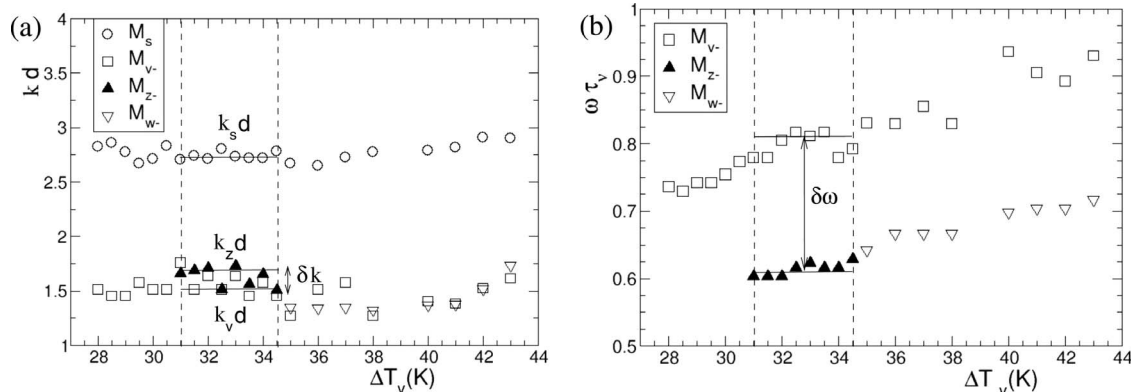 (a)
k d
4
3.5
3
2.5
2
1.5
1
M_s
M_v-
M_z-
M_w-
k_s d
k_z d
δk
k_v d
28 30 32 34 36 38 40 42 44
ΔT_v(K)
(b)
ω τ_v
1
0.9
0.8
0.7
0.6
0.5
M_v-
M_z-
M_w-
δω
28 30 32 34 36 38 40 42 44
ΔT_v(K)